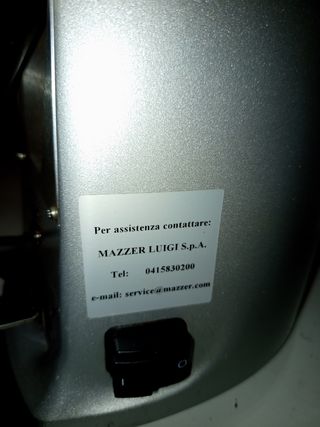 Per assistenza contattare:
MAZZER LUIGI S.p.A.
Tel: 0415830200
e-mail: service@mazzer.com